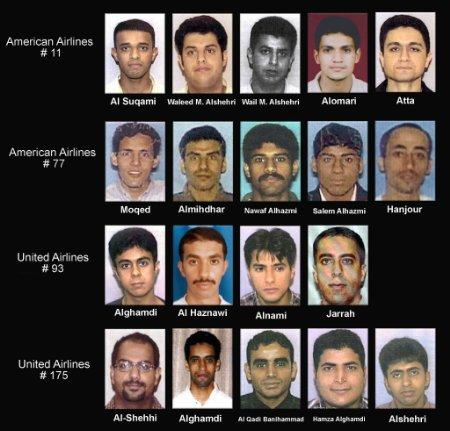 American Airlines
# 11
Al Suqami
Waleed M. Alshehri
Wail M. Alshehri
Alomari
Atta
American Airlines
# 77
Moqed
Almihdhar
Nawaf Alhazmi
Salem Alhazmi
Hanjour
United Airlines
# 93
Alghamdi
Al Haznawi
Alnami
Jarrah
United Airlines
# 175
Al-Shehhi
Alghamdi
Al Qadi Banihammad
Hamza Alghamdi
Alshehri